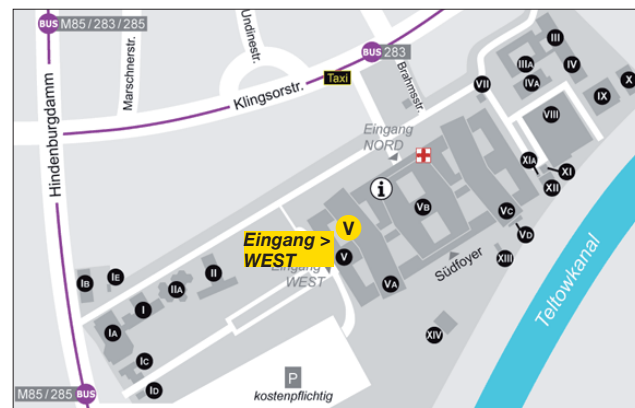 BUS M85 / 283 / 285
Marschnerstr.
Undinestr.
BUS 283
Taxi
Klingsorstr.
Brahmsstr.
Hindenburgdamm
Eingang
NORD
III
IIIA
IV
IVA
VII
X
IX
VIII
XIA
XI
XII
i
VB
V
Eingang >
WEST
Eingang
WEST
V
VC
VD
Südfoyer
XIII
VA
XIV
Teltowkanal
IB
IE
II
IIA
I
IA
IC
ID
P
kostenpflichtig
M85 / 285 BUS